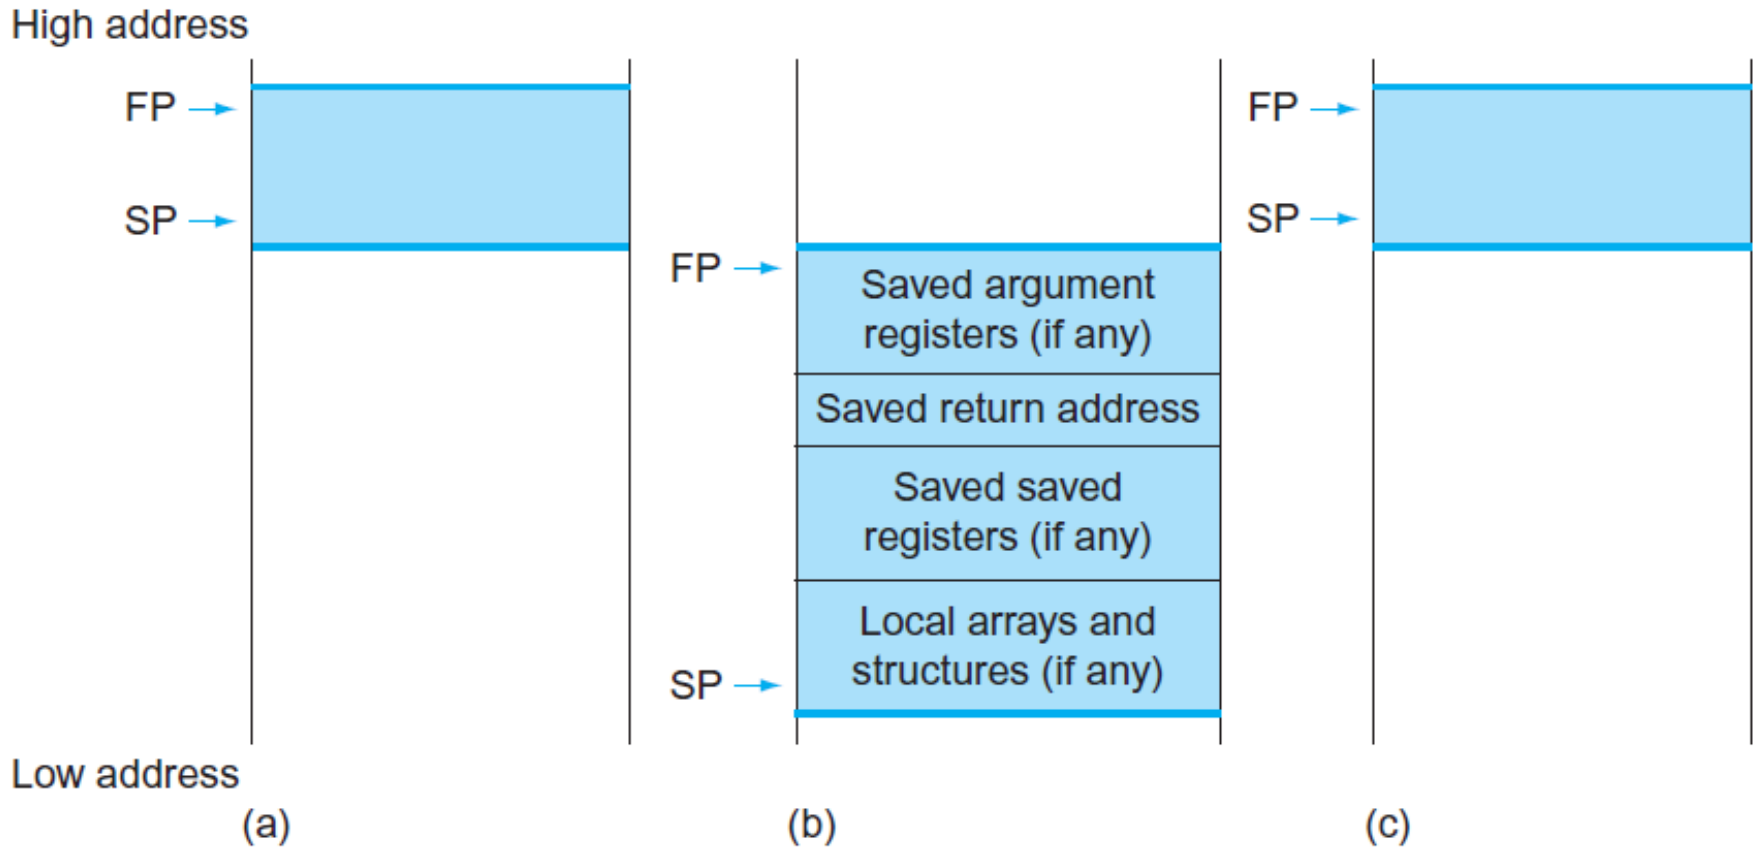 High address
FP
SP
FP
Saved argument
registers (if any)
Saved return address
Saved saved
registers (if any)
Local arrays and
structures (if any)
SP
FP
SP
Low address
(a)
(b)
(c)